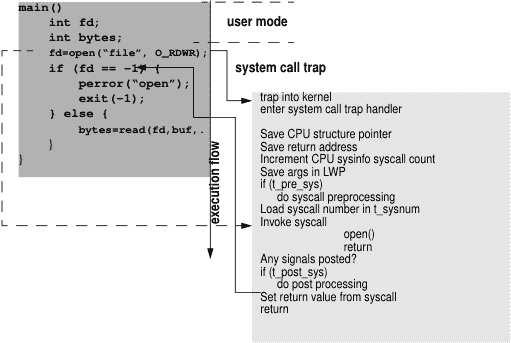 main()
int fd;
int bytes;
fd=open("file", O_RDWR);
if (fd == -1) {
perror("open");
exit(-1);
} else {
bytes=read(fd,buf,.
}
}
user mode
system call trap
execution flow
trap into kernel
enter system call trap handler
Save CPU structure pointer
Save return address
Increment CPU sysinfo syscall count
Save args in LWP
if (t_pre_sys)
do syscall preprocessing
Load syscall number in t_sysnum
Invoke syscall
open()
return
Any signals posted?
if (t_post_sys)
do post processing
Set return value from syscall
return